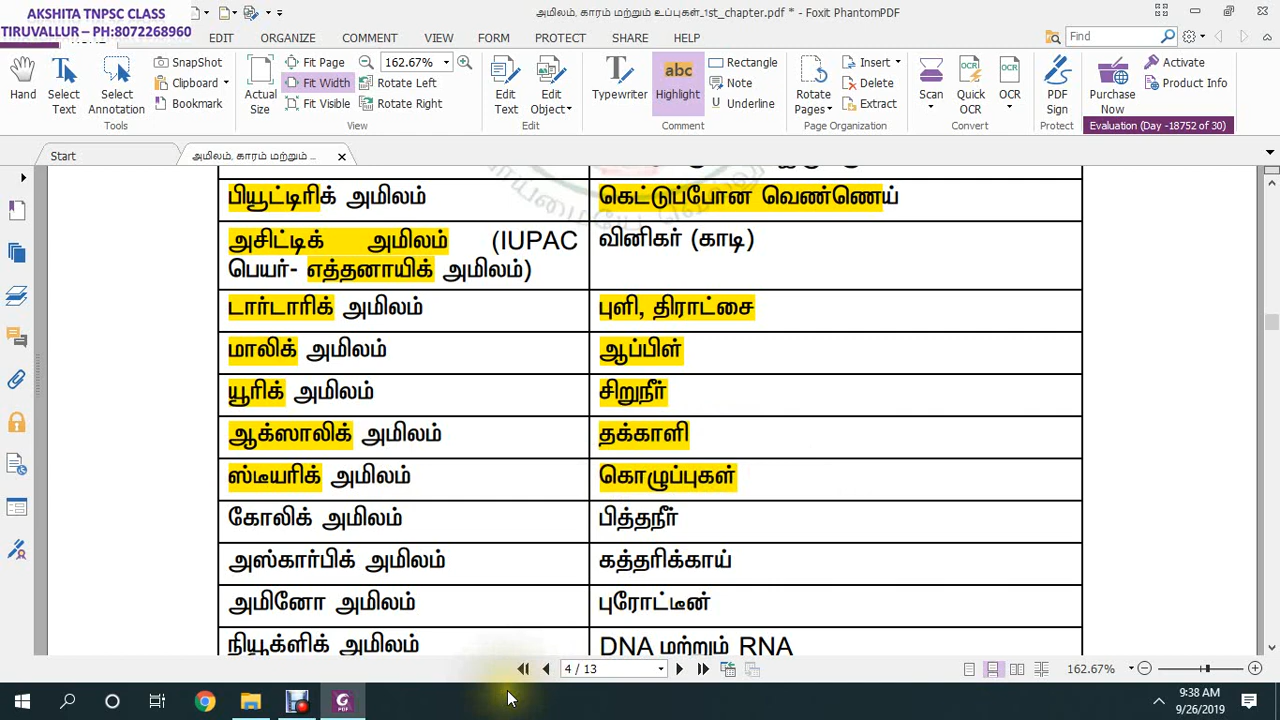 AKSHITA TNPSC CLASS
TIRUVALLUR – PH:8072268960
அமிலம், காரம் மற்றும் உப்புகள்_1st_chapter.pdf * - Foxit PhantomPDF
EDIT ORGANIZE COMMENT VIEW FORM PROTECT SHARE HELP
Find
Hand
Select Text
Select Annotation
SnapShot
Clipboard
Bookmark
Tools
Actual Size
Fit Page
Fit Width
Fit Visible
162.67%
Rotate Left
Rotate Right
View
Edit Text
Edit Object
Edit
Typewriter
abc
Highlight
Rectangle
Note
Underline
Comment
Rotate Pages
Insert
Delete
Extract
Page Organization
Scan
Quick OCR
OCR
Convert
PDF Sign
Protect
Purchase Now
Activate
Product Info
Evaluation (Day -18752 of 30)
Start
அமிலம், காரம் மற்றும் ...
பியூட்டிரிக் அமிலம் கெட்டுப்போன வெண்ணெய்
அசிட்டிக் அமிலம் (IUPAC வினிகர் (காடி)
பெயர்- எத்தனாயிக் அமிலம்)
டார்டாரிக் அமிலம் புளி, திராட்சை
மாலிக் அமிலம் ஆப்பிள்
யூரிக் அமிலம் சிறுநீர்
ஆக்ஸாலிக் அமிலம் தக்காளி
ஸ்டீயரிக் அமிலம் கொழுப்புகள்
கோலிக் அமிலம் பித்தநீர்
அஸ்கார்பிக் அமிலம் கத்தரிக்காய்
அமினோ அமிலம் புரோட்டீன்
நியூக்ளிக் அமிலம் DNA மற்றும் RNA
4 / 13
162.67%
9:38 AM
9/26/2019